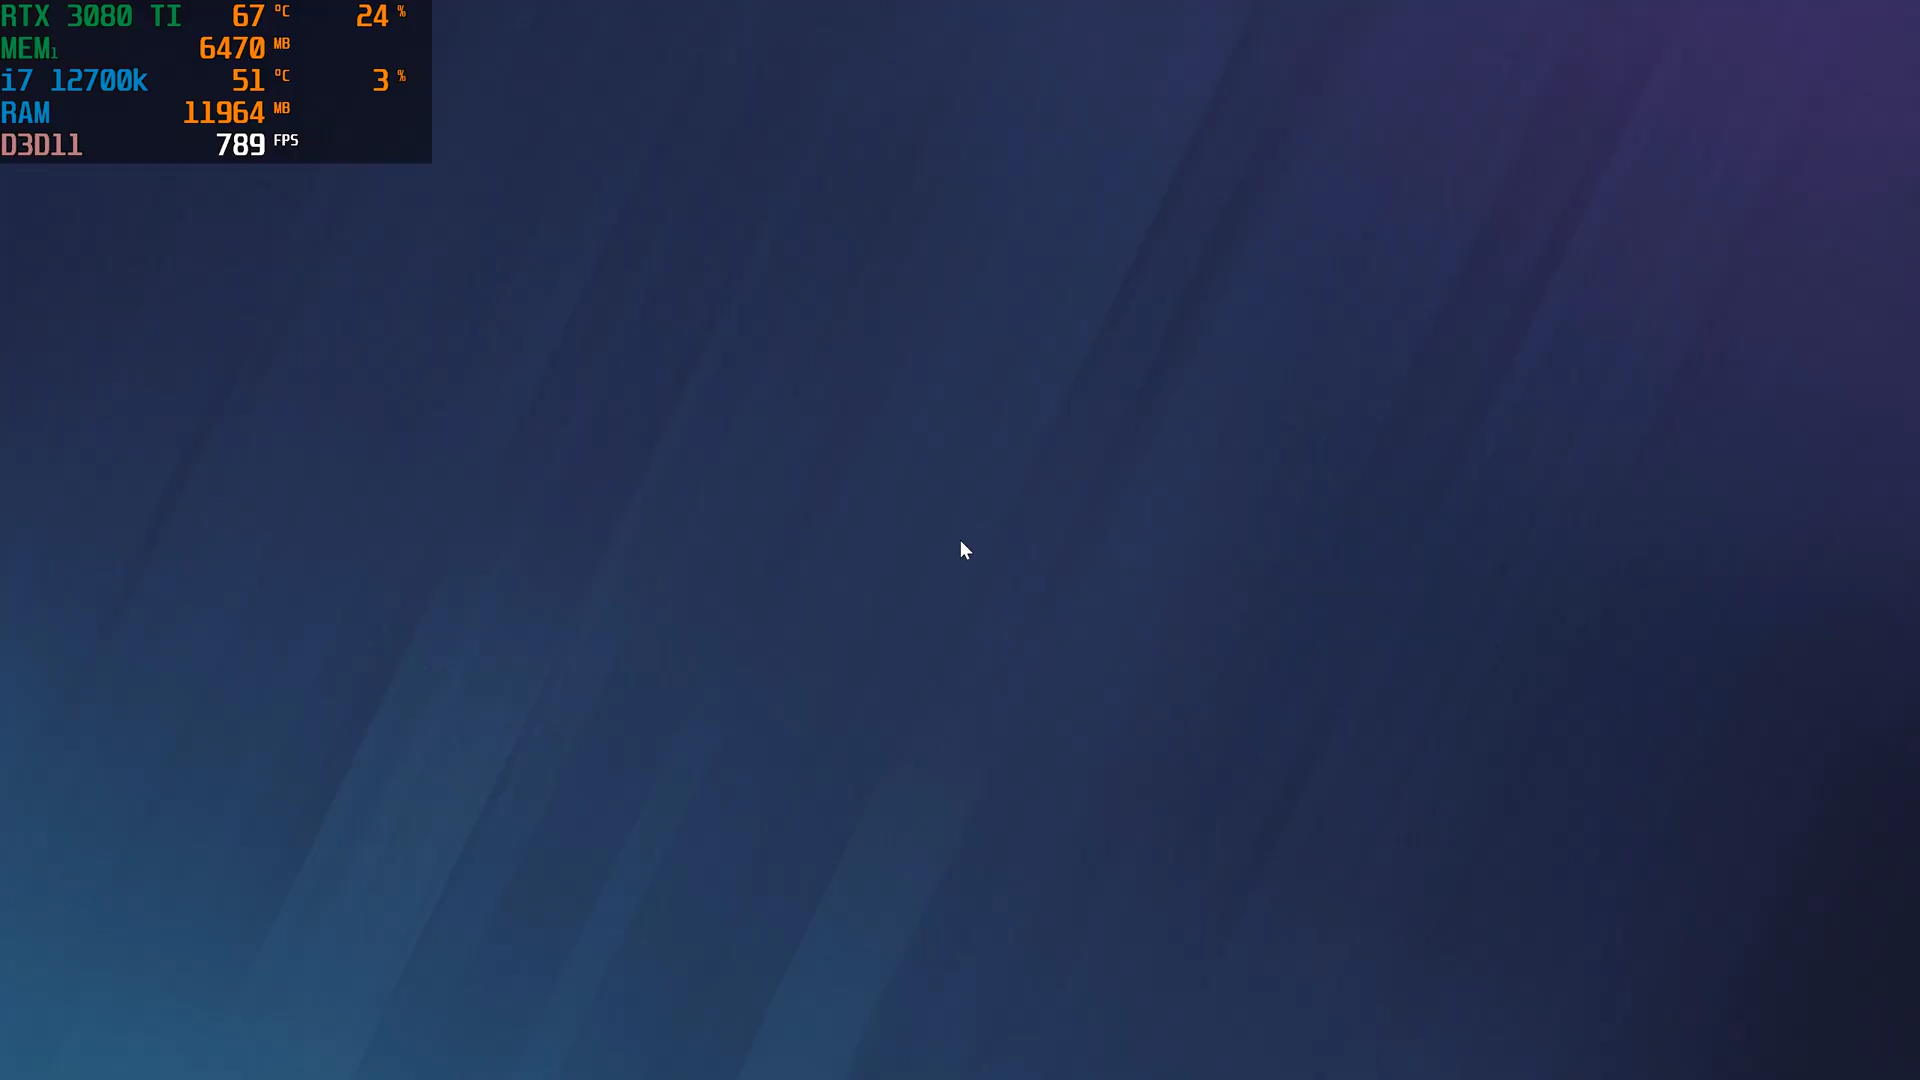 RTX 3080 TI 67 °C 24 %
MEM1 6470 MB
i7 12700k 51 °C 3 %
RAM 11964 MB
D3D11 789 FPS